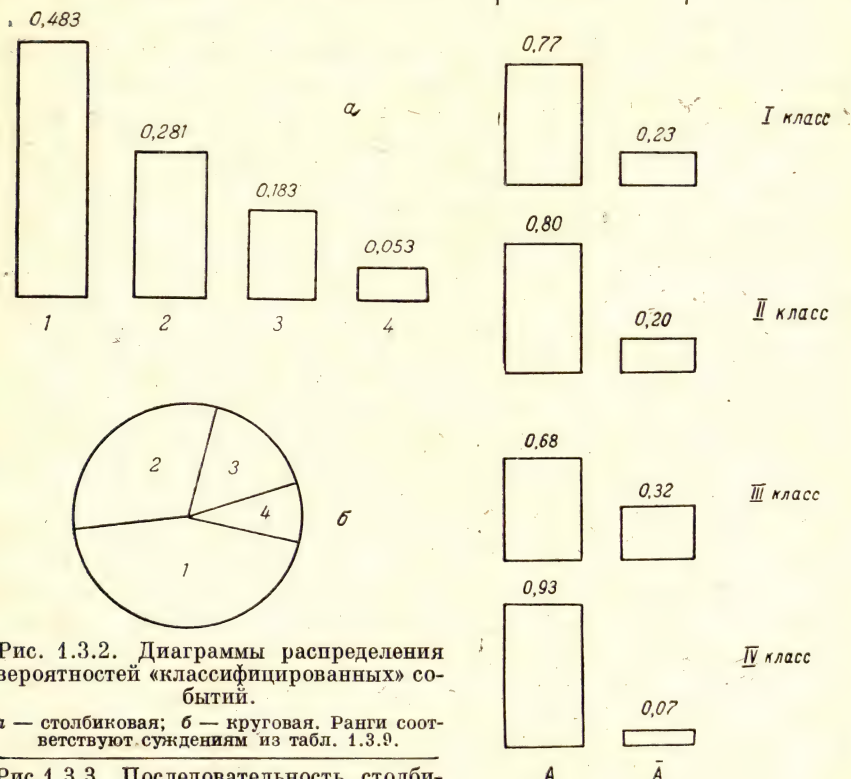 0,483
0,281
0,183
0,053
а
1 2 3 4
2
3
4
1
б
Рис. 1.3.2. Диаграммы распределения
вероятностей «классифицированных» со-
бытий.
а — столбиковая; б — круговая. Ранги соот-
ветствуют суждениям из табл. 1.3.9.
Рис. 1.3.3. Последовательность столби-
0,77
0,23
I класс
0,80
0,20
II класс
0,68
0,32
III класс
0,93
0,07
IV класс
A Ā